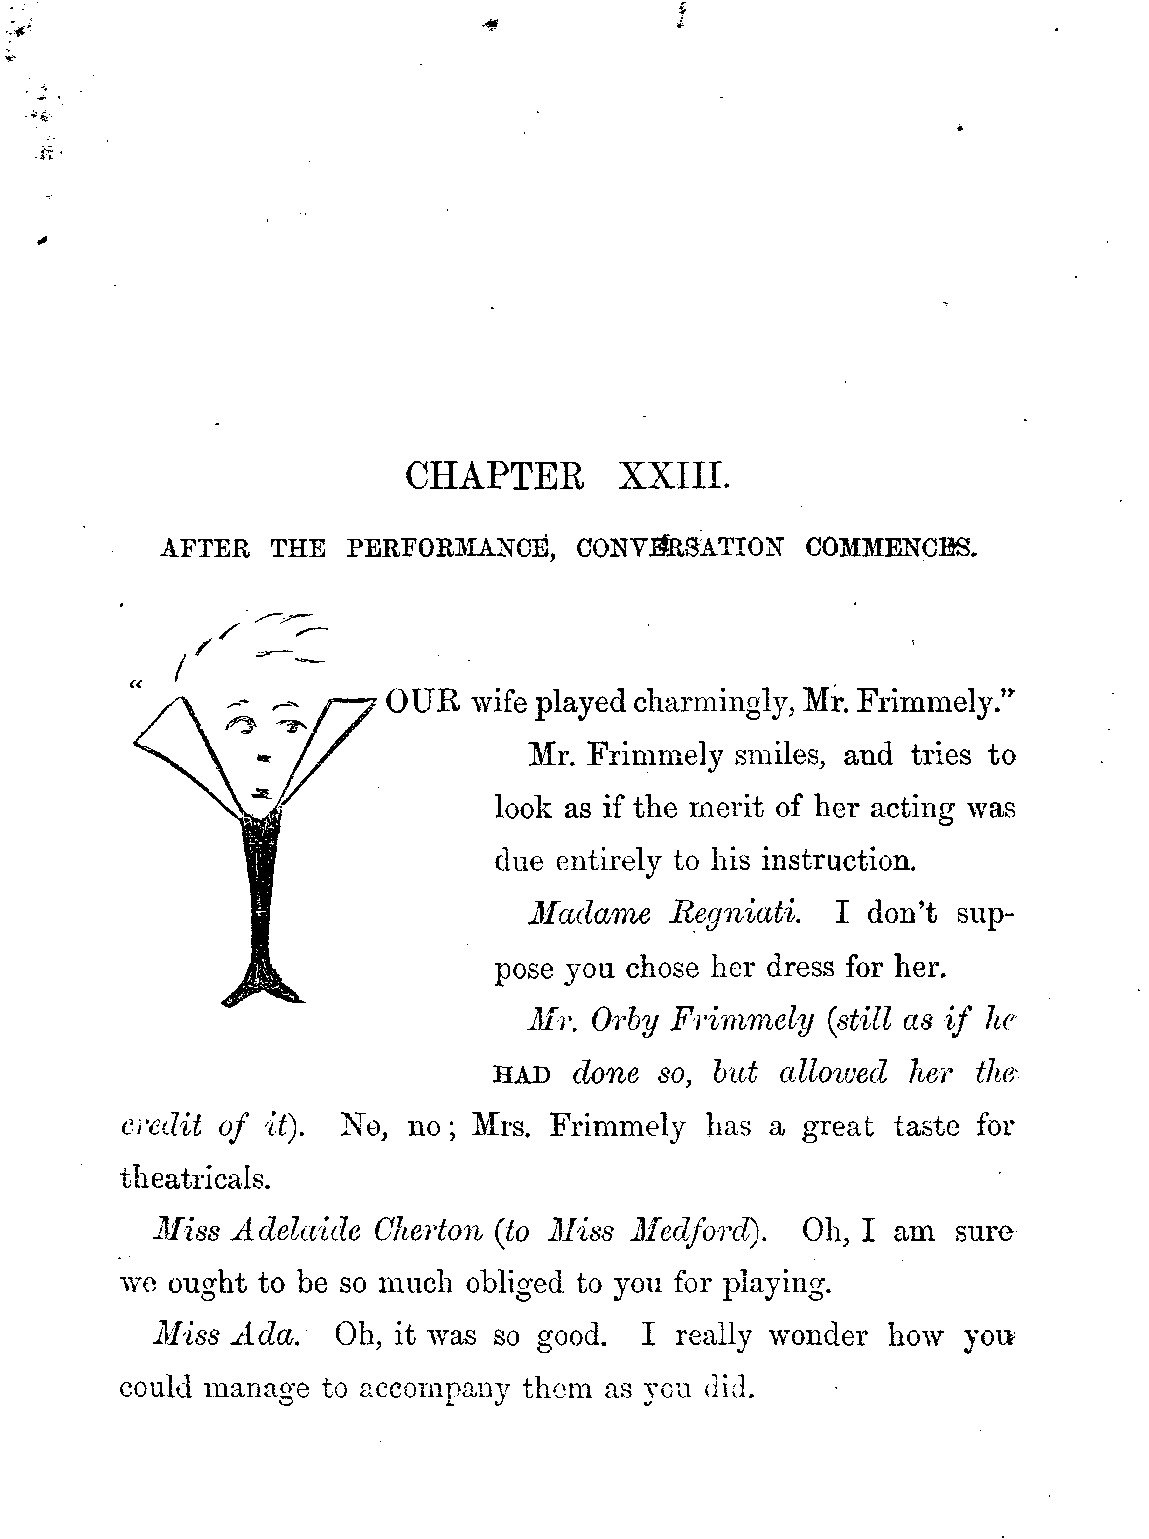 CHAPTER XXIII.
AFTER THE PERFORMANCE, CONVERSATION COMMENCES.
“YOUR wife played charmingly, Mr. Frimmely.”
Mr. Frimmely smiles, and tries to
look as if the merit of her acting was
due entirely to his instruction.
Madame Regniati. I don’t sup-
pose you chose her dress for her.
Mr. Orby Frimmely (still as if he
HAD done so, but allowed her the
credit of it). No, no; Mrs. Frimmely has a great taste for
theatricals.
Miss Adelaide Cherton (to Miss Medford). Oh, I am sure
we ought to be so much obliged to you for playing.
Miss Ada. Oh, it was so good. I really wonder how you
could manage to accompany them as you did.